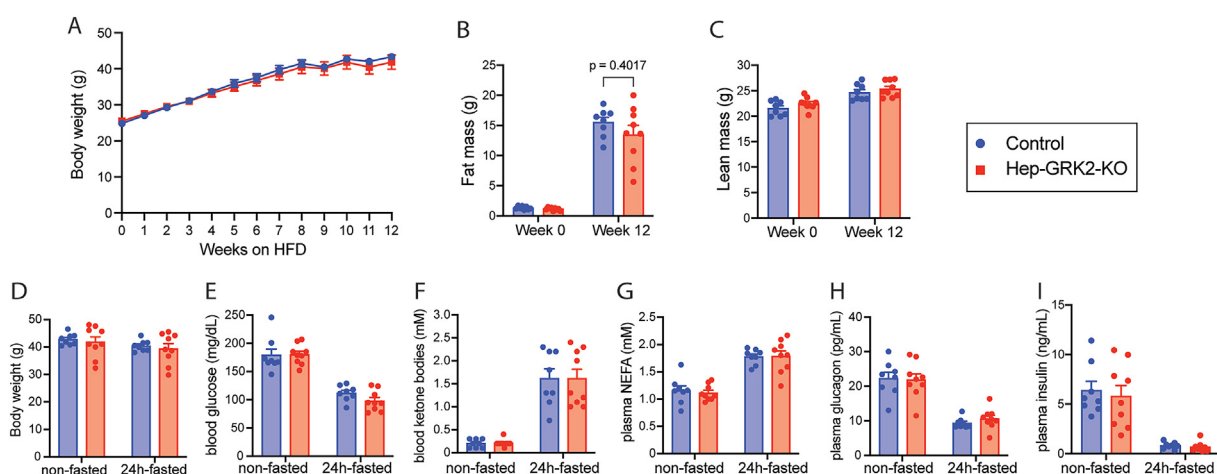 A
Body weight (g)
50
40
30
20
10
0
0 1 2 3 4 5 6 7 8 9 10 11 12
Weeks on HFD
B
Fat mass (g)
25
20
15
10
5
0
p = 0.4017
Week 0 Week 12
C
Lean mass (g)
30
25
20
15
10
5
0
Week 0 Week 12
Control
Hep-GRK2-KO
D
Body weight (g)
50
40
30
20
10
0
non-fasted 24h-fasted
E
blood glucose (mg/dL)
250
200
150
100
50
0
non-fasted 24h-fasted
F
blood ketone bodies (mM)
3.0
2.5
2.0
1.5
1.0
0.5
0.0
non-fasted 24h-fasted
G
plasma NEFA (mM)
2.5
2.0
1.5
1.0
0.5
0.0
non-fasted 24h-fasted
H
plasma glucagon (pg/mL)
40
30
20
10
0
non-fasted 24h-fasted
I
plasma insulin (ng/mL)
15
10
5
0
non-fasted 24h-fasted